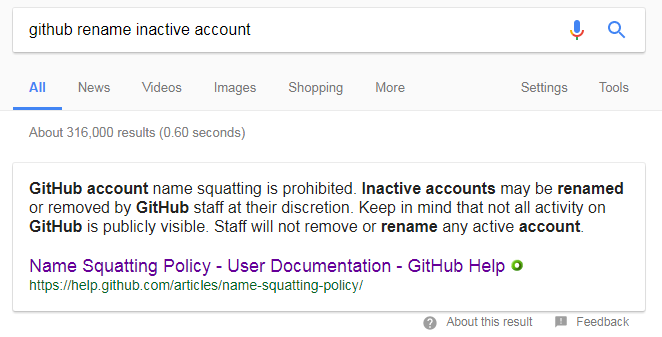 github rename inactive account
All News Videos Images Shopping More Settings Tools
About 316,000 results (0.60 seconds)
GitHub account name squatting is prohibited. Inactive accounts may be renamed
or removed by GitHub staff at their discretion. Keep in mind that not all activity on
GitHub is publicly visible. Staff will not remove or rename any active account.
Name Squatting Policy - User Documentation - GitHub Help
https://help.github.com/articles/name-squatting-policy/
About this result Feedback